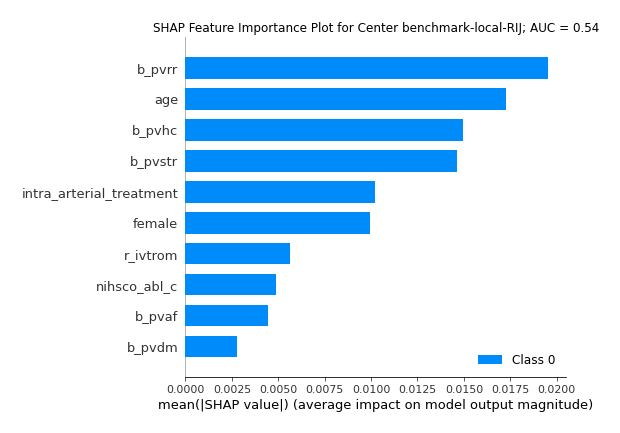 SHAP Feature Importance Plot for Center benchmark-local-RIJ; AUC = 0.54
b_pvrr
age
b_pvhc
b_pvstr
intra_arterial_treatment
female
r_ivtrom
nihsco_abl_c
b_pvaf
b_pvdm
Class 0
0.0000 0.0025 0.0050 0.0075 0.0100 0.0125 0.0150 0.0175 0.0200
mean(|SHAP value|) (average impact on model output magnitude)